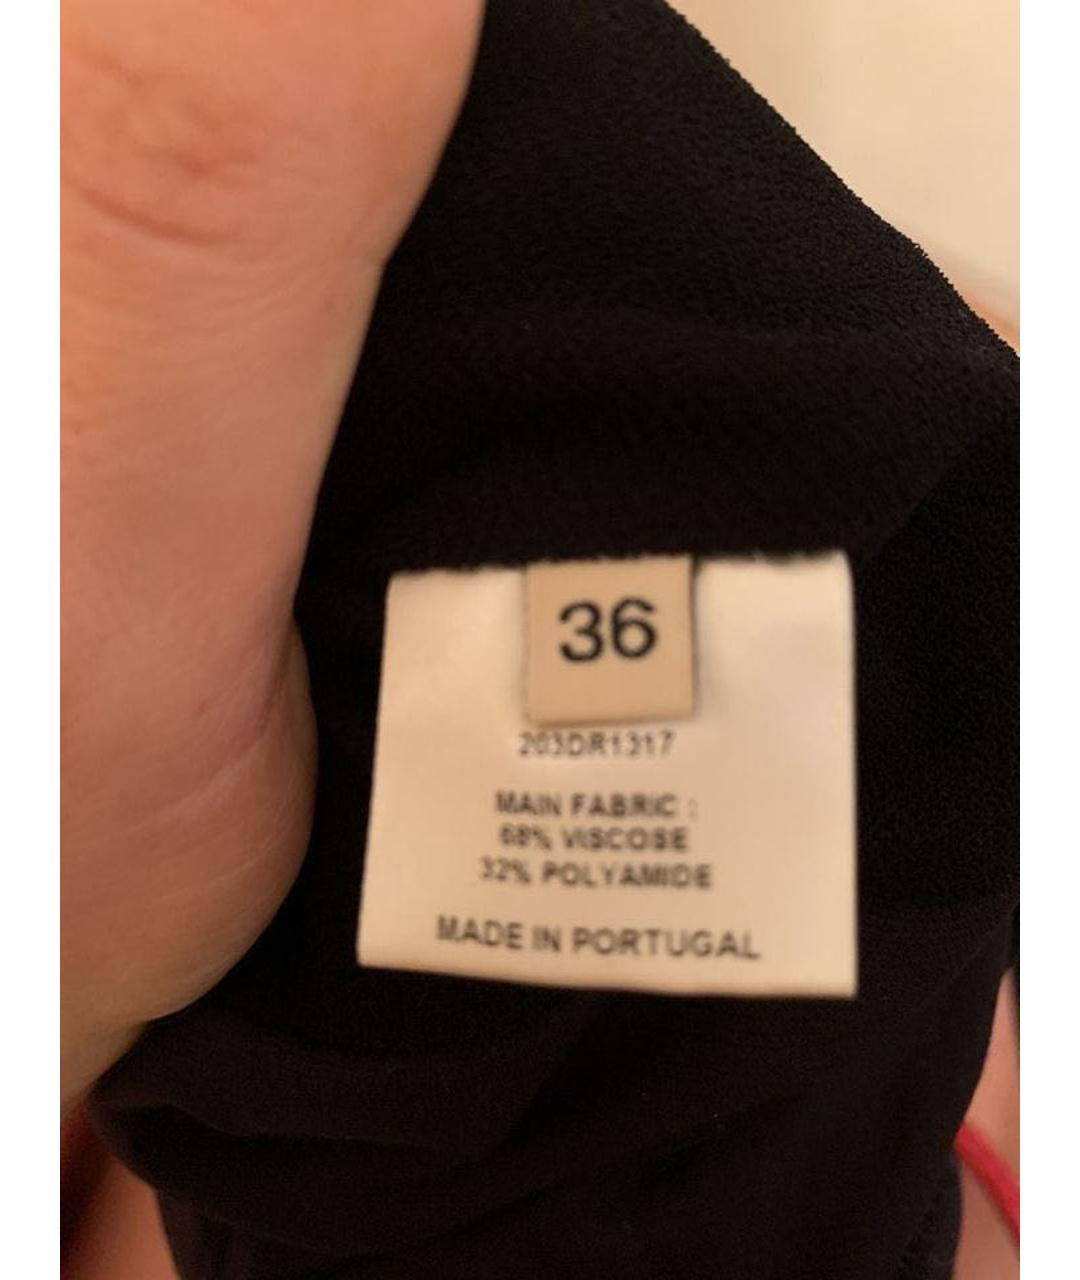 36
203DR1317
MAIN FABRIC :
68% VISCOSE
32% POLYAMIDE
MADE IN PORTUGAL